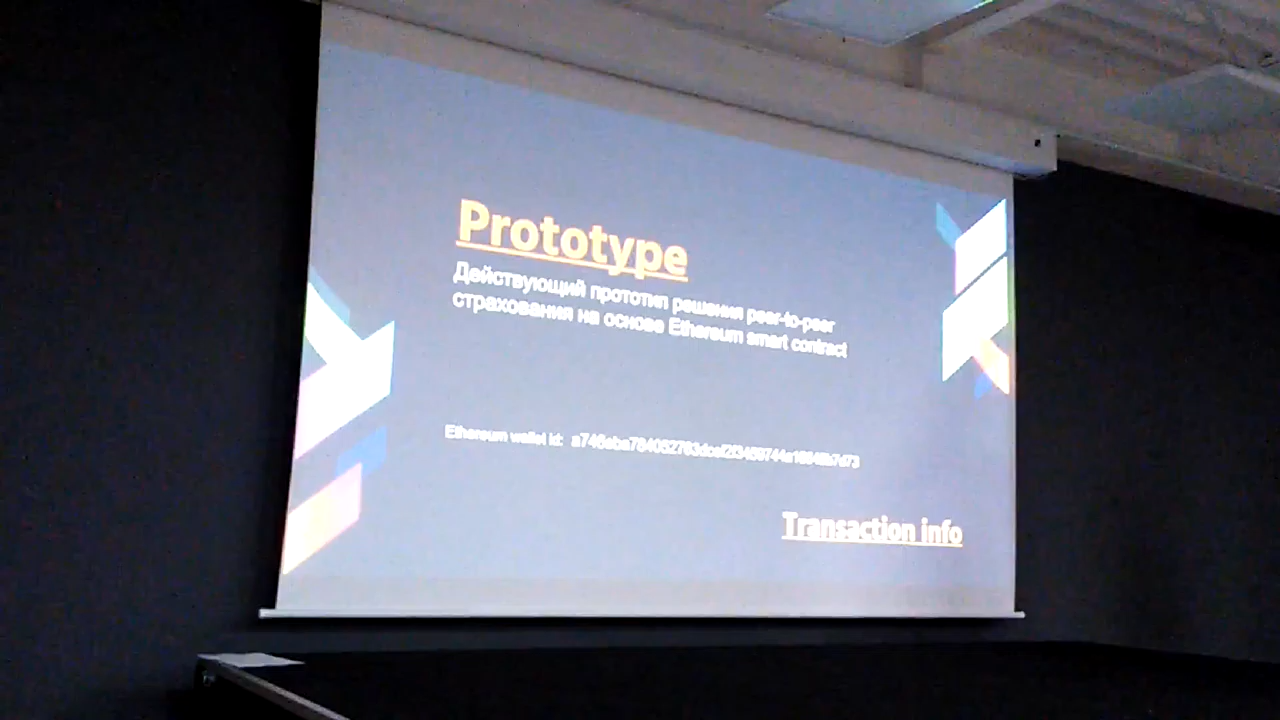 Prototype
Действующий прототип решения peer-to-peer
страхования на основе Ethereum smart contract
Ethereum wallet id:
Transaction info